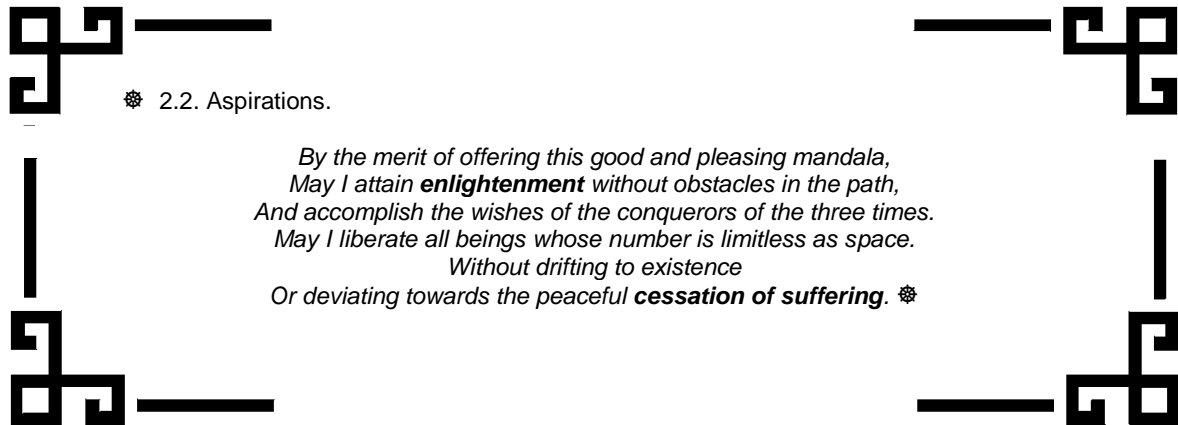 ☸ 2.2. Aspirations.
By the merit of offering this good and pleasing mandala,
May I attain enlightenment without obstacles in the path,
And accomplish the wishes of the conquerors of the three times.
May I liberate all beings whose number is limitless as space.
Without drifting to existence
Or deviating towards the peaceful cessation of suffering. ☸